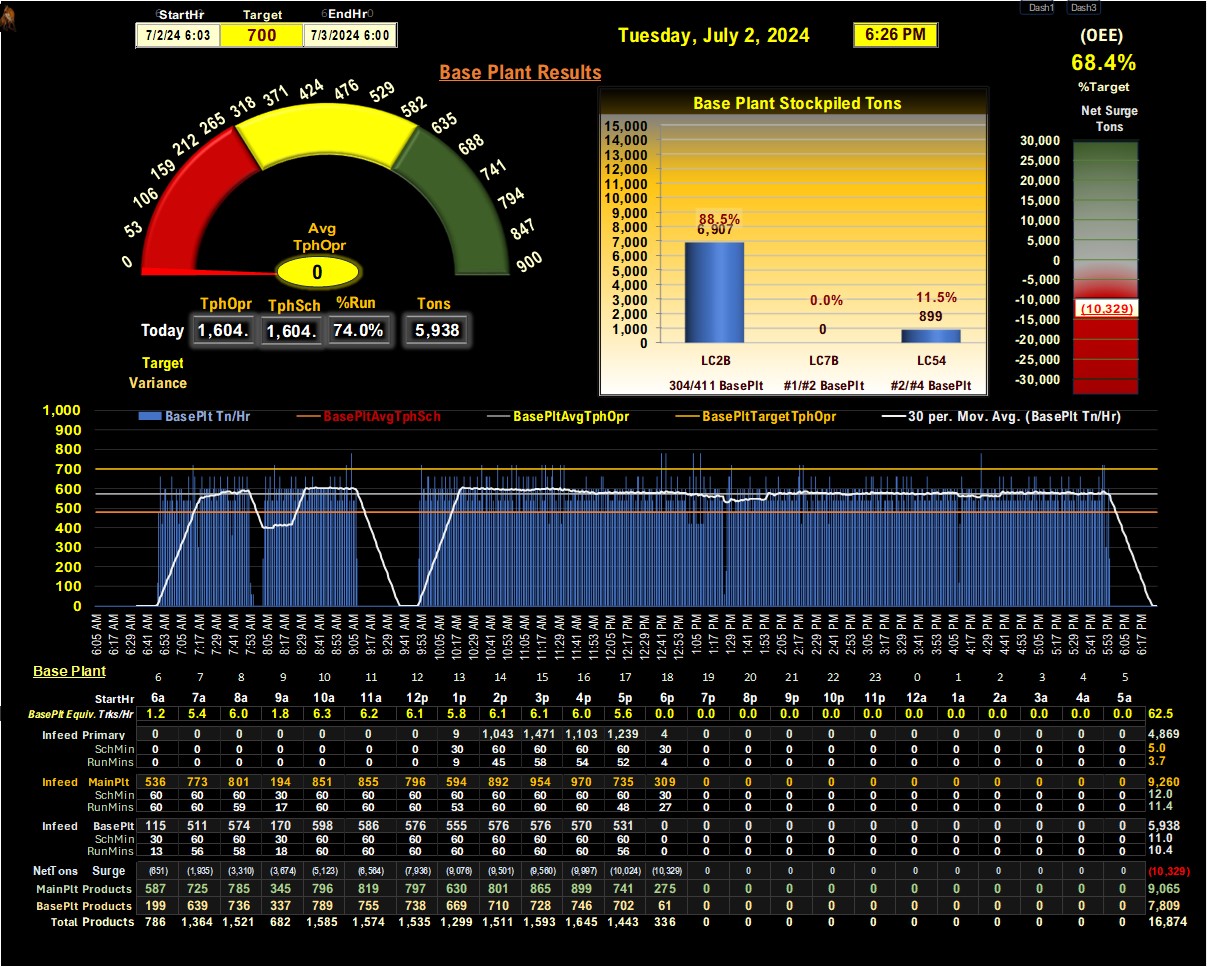 Dash1 Dash3
StartHr Target EndHr
7/2/24 6:03 700 7/3/2024 6:00
Tuesday, July 2, 2024 6:26 PM
(OEE)
68.4%
%Target
Net Surge
Tons
Base Plant Results
0 53 106 159 212 265 318 371 424 476 529 582 635 688 741 794 847 900
Avg
TphOpr
0
TphOpr TphSch %Run Tons
Today 1,604. 1,604. 74.0% 5,938
Target
Variance
Base Plant Stockpiled Tons
15,000
14,000
13,000
12,000
11,000
10,000
9,000
8,000
7,000
6,000
5,000
4,000
3,000
2,000
1,000
0
88.5%
6,907
0.0%
0
11.5%
899
LC2B LC7B LC54
304/411 BasePlt #1/#2 BasePlt #2/#4 BasePlt
30,000
25,000
20,000
15,000
10,000
5,000
0
-5,000
-10,000
-15,000
-20,000
-25,000
-30,000
(10,329)
BasePlt Tn/Hr BasePltAvgTphSch BasePltAvgTphOpr BasePltTargetTphOpr 30 per. Mov. Avg. (BasePlt Tn/Hr)
1,000
900
800
700
600
500
400
300
200
100
0
6:05 AM 6:17 AM 6:29 AM 6:41 AM 6:53 AM 7:05 AM 7:17 AM 7:29 AM 7:41 AM 7:53 AM 8:05 AM 8:17 AM 8:29 AM 8:41 AM 8:53 AM 9:05 AM 9:17 AM 9:29 AM 9:41 AM 9:53 AM 10:05 AM 10:17 AM 10:29 AM 10:41 AM 10:53 AM 11:05 AM 11:17 AM 11:29 AM 11:41 AM 11:53 AM 12:05 PM 12:17 PM 12:29 PM 12:41 PM 12:53 PM 1:05 PM 1:17 PM 1:29 PM 1:41 PM 1:53 PM 2:05 PM 2:17 PM 2:29 PM 2:41 PM 2:53 PM 3:05 PM 3:17 PM 3:29 PM 3:41 PM 3:53 PM 4:05 PM 4:17 PM 4:29 PM 4:41 PM 4:53 PM 5:05 PM 5:17 PM 5:29 PM 5:41 PM 5:53 PM 6:05 PM 6:17 PM
Base Plant 6 7 8 9 10 11 12 13 14 15 16 17 18 19 20 21 22 23 0 1 2 3 4 5
StartHr 6a 7a 8a 9a 10a 11a 12p 1p 2p 3p 4p 5p 6p 7p 8p 9p 10p 11p 12a 1a 2a 3a 4a 5a
BasePlt Equiv. Trks/Hr 1.2 5.4 6.0 1.8 6.3 6.2 6.1 5.8 6.1 6.1 6.0 5.6 0.0 0.0 0.0 0.0 0.0 0.0 0.0 0.0 0.0 0.0 0.0 0.0 62.5
Infeed Primary 0 0 0 0 0 0 0 9 1,043 1,471 1,103 1,239 4 0 0 0 0 0 0 0 0 0 0 0 4,869
SchMin 0 0 0 0 0 0 0 30 60 60 60 60 30 0 0 0 0 0 0 0 0 0 0 0 5.0
RunMins 0 0 0 0 0 0 0 9 45 58 54 52 4 0 0 0 0 0 0 0 0 0 0 0 3.7
Infeed MainPlt 536 773 801 194 851 855 796 594 892 954 970 735 309 0 0 0 0 0 0 0 0 0 0 0 9,260
SchMin 60 60 60 30 60 60 60 60 60 60 60 60 30 0 0 0 0 0 0 0 0 0 0 0 12.0
RunMins 60 60 59 17 60 60 60 53 60 60 60 48 27 0 0 0 0 0 0 0 0 0 0 0 11.4
Infeed BasePlt 115 511 574 170 598 586 576 555 576 576 570 531 0 0 0 0 0 0 0 0 0 0 0 0 5,938
SchMin 30 60 60 30 60 60 60 60 60 60 60 60 0 0 0 0 0 0 0 0 0 0 0 0 11.0
RunMins 13 56 58 18 60 60 60 60 60 60 60 56 0 0 0 0 0 0 0 0 0 0 0 0 10.4
NetTons Surge (651) (1,935) (3,310) (3,674) (5,123) (6,564) (7,936) (9,076) (9,501) (9,560) (9,997) (10,024) (10,329) 0 0 0 0 0 0 0 0 0 0 0 (10,329)
MainPlt Products 587 725 785 345 796 819 797 630 801 865 899 741 275 0 0 0 0 0 0 0 0 0 0 0 9,065
BasePlt Products 199 639 736 337 789 755 738 669 710 728 746 702 61 0 0 0 0 0 0 0 0 0 0 0 7,809
Total Products 786 1,364 1,521 682 1,585 1,574 1,535 1,299 1,511 1,593 1,645 1,443 336 0 0 0 0 0 0 0 0 0 0 0 16,874